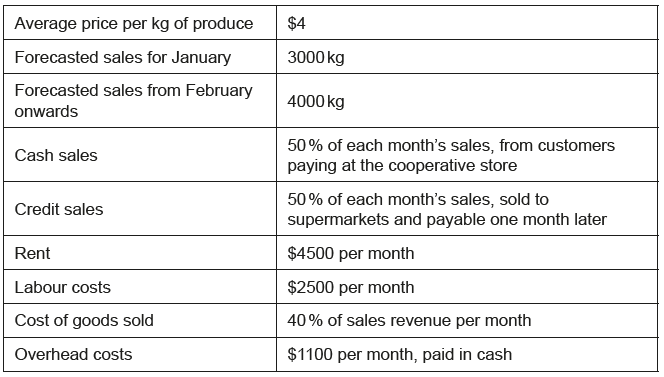 Average price per kg of produce
$4
Forecasted sales for January
3000 kg
Forecasted sales from February
onwards
4000 kg
Cash sales
50 % of each month’s sales, from customers
paying at the cooperative store
Credit sales
50 % of each month’s sales, sold to
supermarkets and payable one month later
Rent
$4500 per month
Labour costs
$2500 per month
Cost of goods sold
40 % of sales revenue per month
Overhead costs
$1100 per month, paid in cash